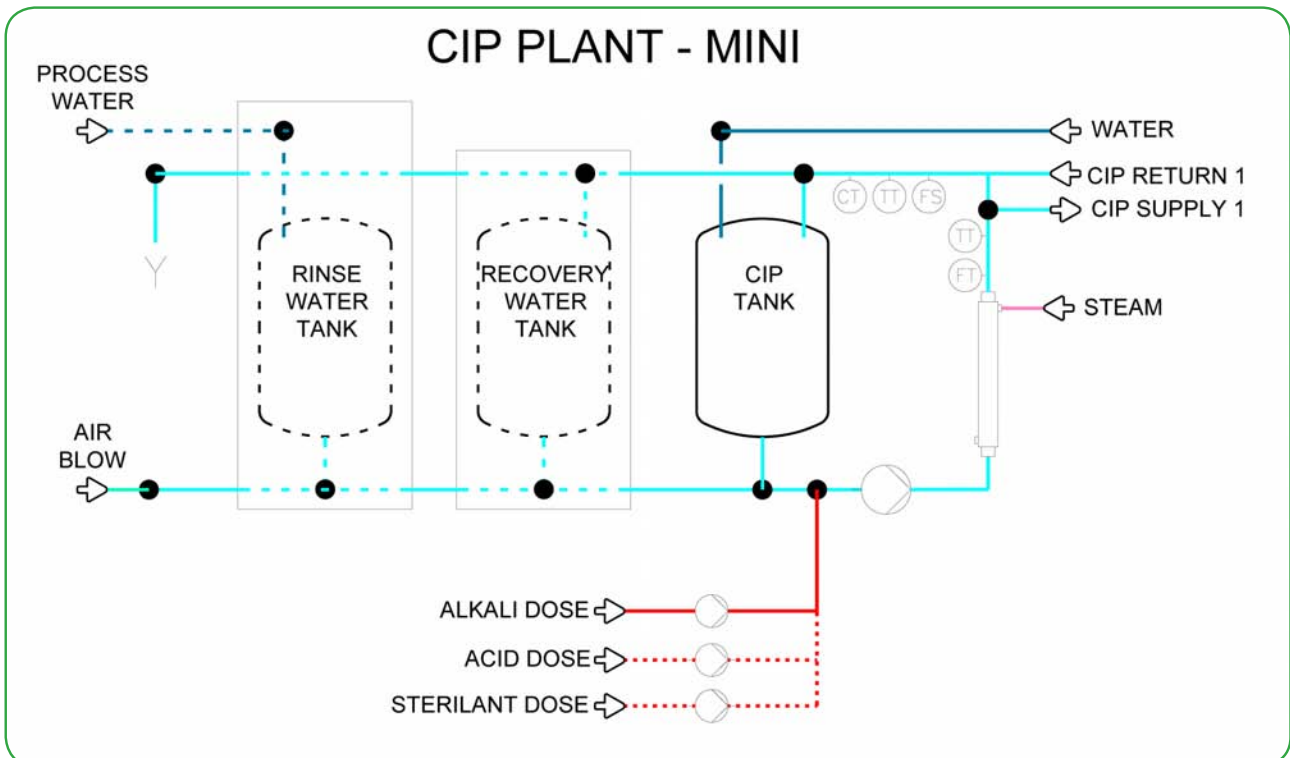 CIP PLANT - MINI
PROCESS
WATER
WATER
CIP RETURN 1
CIP SUPPLY 1
CT
TT
FS
TT
FT
RINSE
WATER
TANK
RECOVERY
WATER
TANK
CIP
TANK
STEAM
AIR
BLOW
ALKALI DOSE
ACID DOSE
STERILANT DOSE